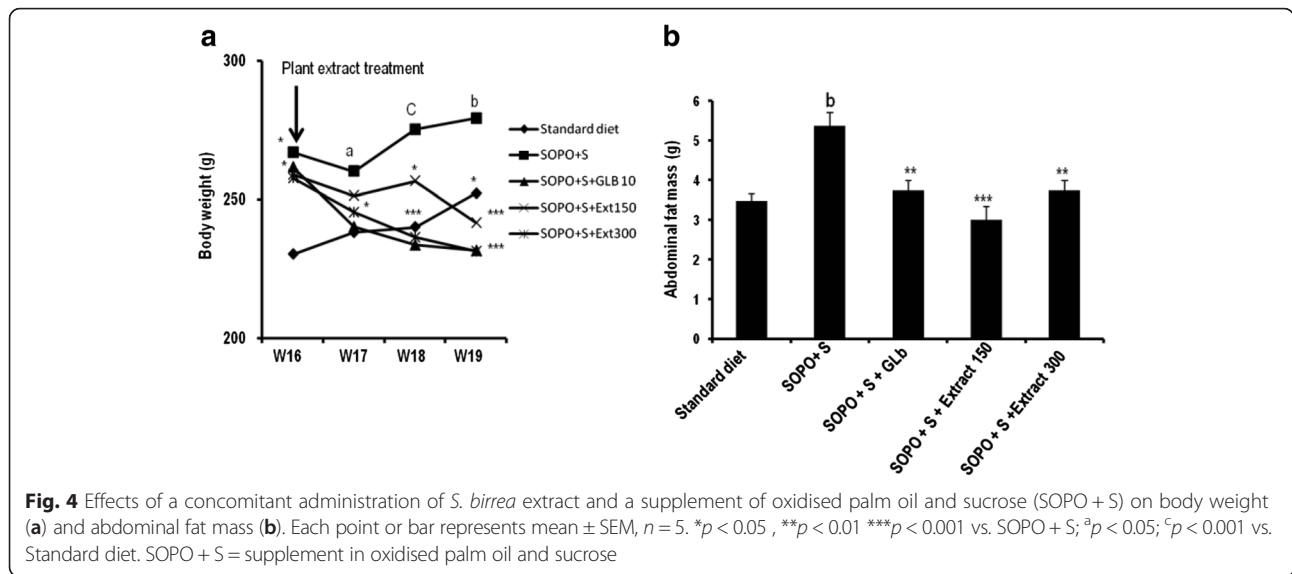 a
b
300
250
200
Body weight (g)
Plant extract treatment
*
*
a
*
C
*
***
b
*
***
***
W16 W17 W18 W19
Standard diet
SOPO+S
SOPO+S+GLB 10
SOPO+S+Ext150
SOPO+S+Ext300
6
5
4
3
2
1
0
Abdominal fat mass (g)
b
**
***
**
Standard diet
SOPO+ S
SOPO + S + GLb
SOPO + S + Extract 150
SOPO + S +Extract 300
Fig. 4 Effects of a concomitant administration of S. birrea extract and a supplement of oxidised palm oil and sucrose (SOPO + S) on body weight
(a) and abdominal fat mass (b). Each point or bar represents mean ± SEM, n = 5. *p < 0.05 , **p < 0.01 ***p < 0.001 vs. SOPO + S; ap < 0.05; cp < 0.001 vs.
Standard diet. SOPO + S = supplement in oxidised palm oil and sucrose